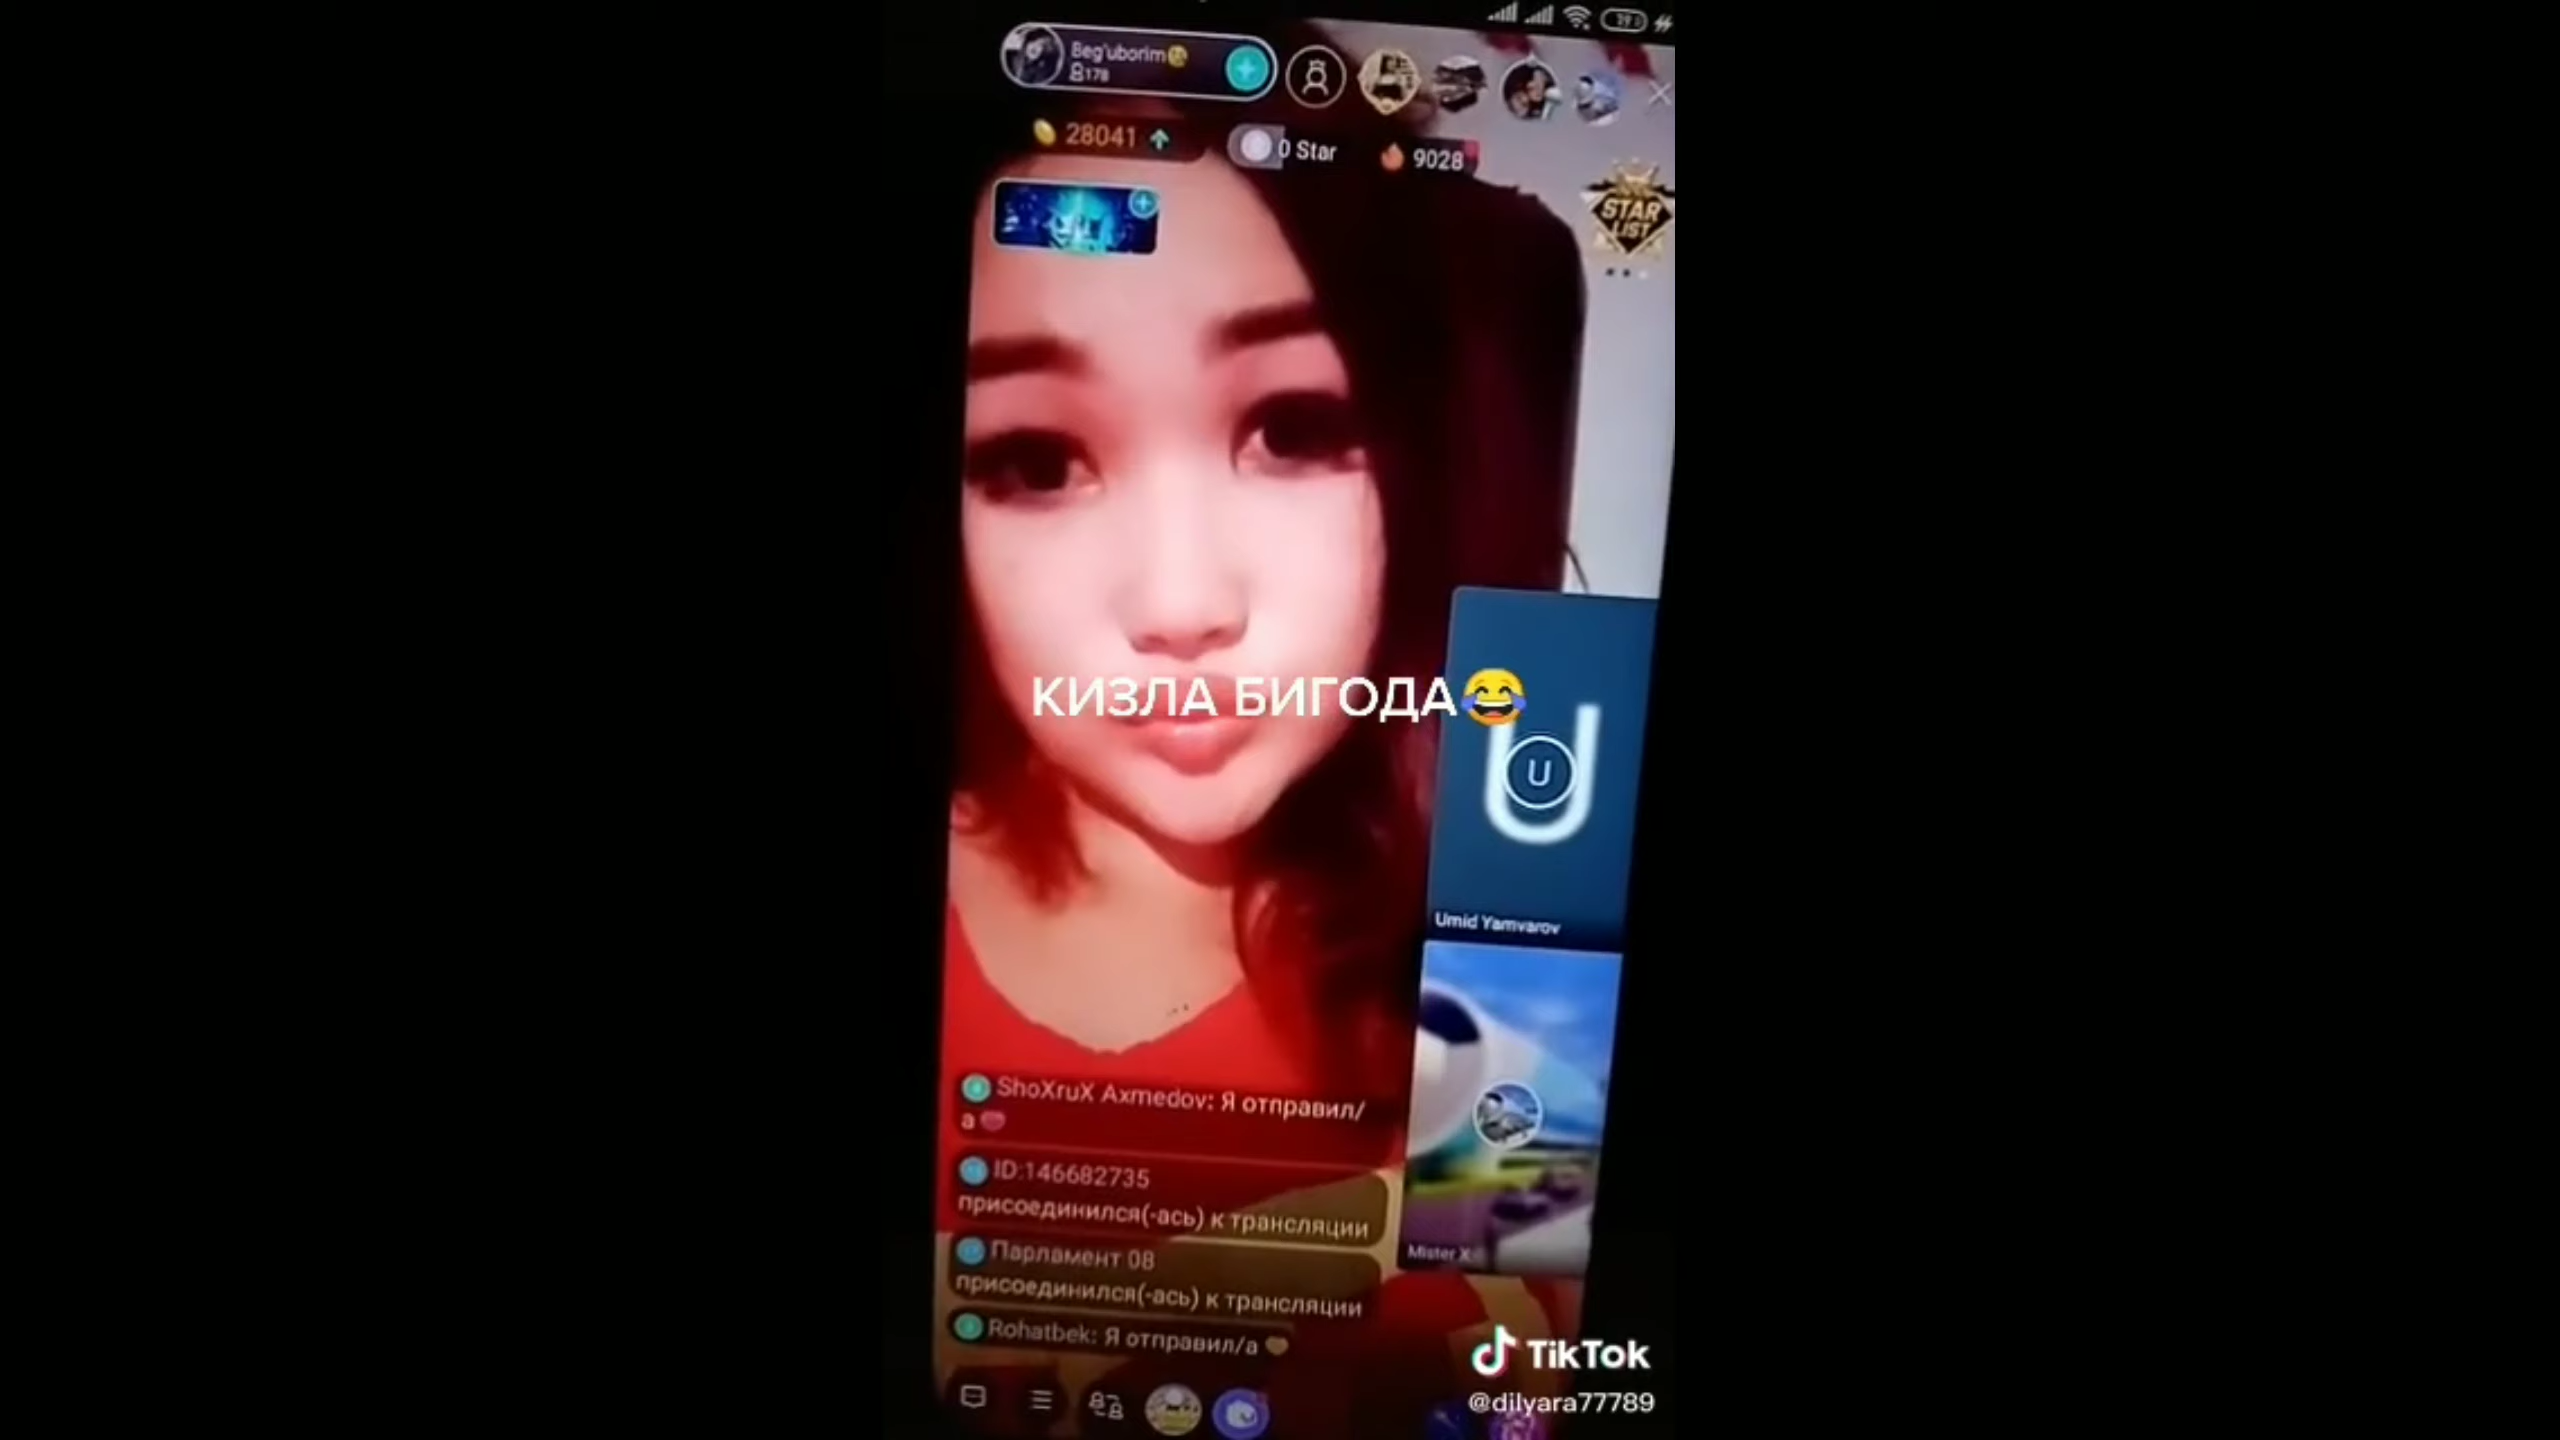 Beg'uborim
178
28041
0 Star
9028
STAR
LIST
КИЗЛА БИГОДА😂
U
U
Umid Yamvarov
ShoXruX Axmedov: Я отправил/
а
ID:146682735
присоединился(-ась) к трансляции
Mister X
Парламент 08
присоединился(-ась) к трансляции
Rohatbek: Я отправил/а
TikTok
@dilyara77789